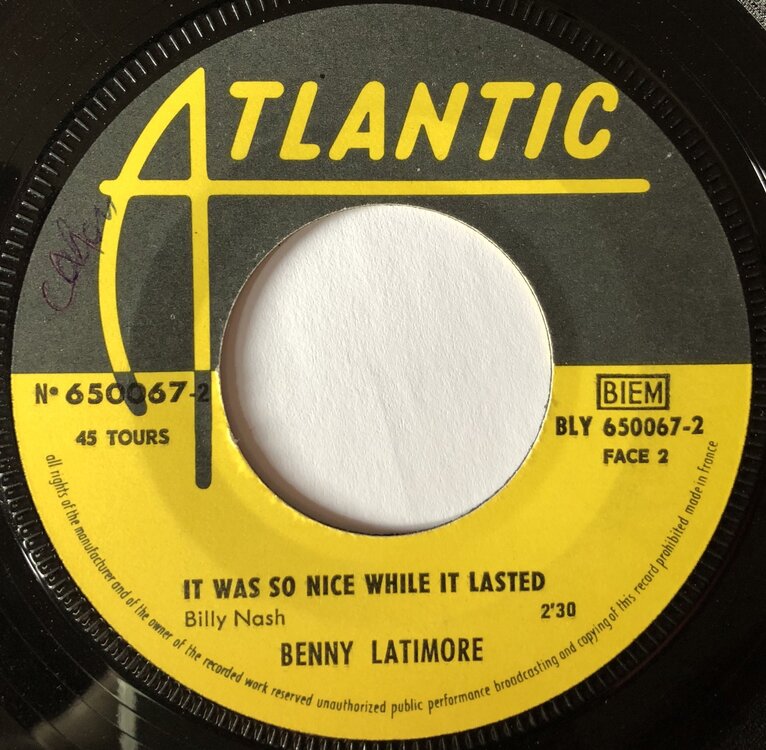 ATLANTIC
Nº 650067-2
45 TOURS
BIEM
BLY 650067-2
FACE 2
IT WAS SO NICE WHILE IT LASTED
Billy Nash 2'30
BENNY LATIMORE
all rights of the manufacturer and of the owner of the recorded work reserved unauthorized public performance broadcasting and copying of this record prohibited made in france